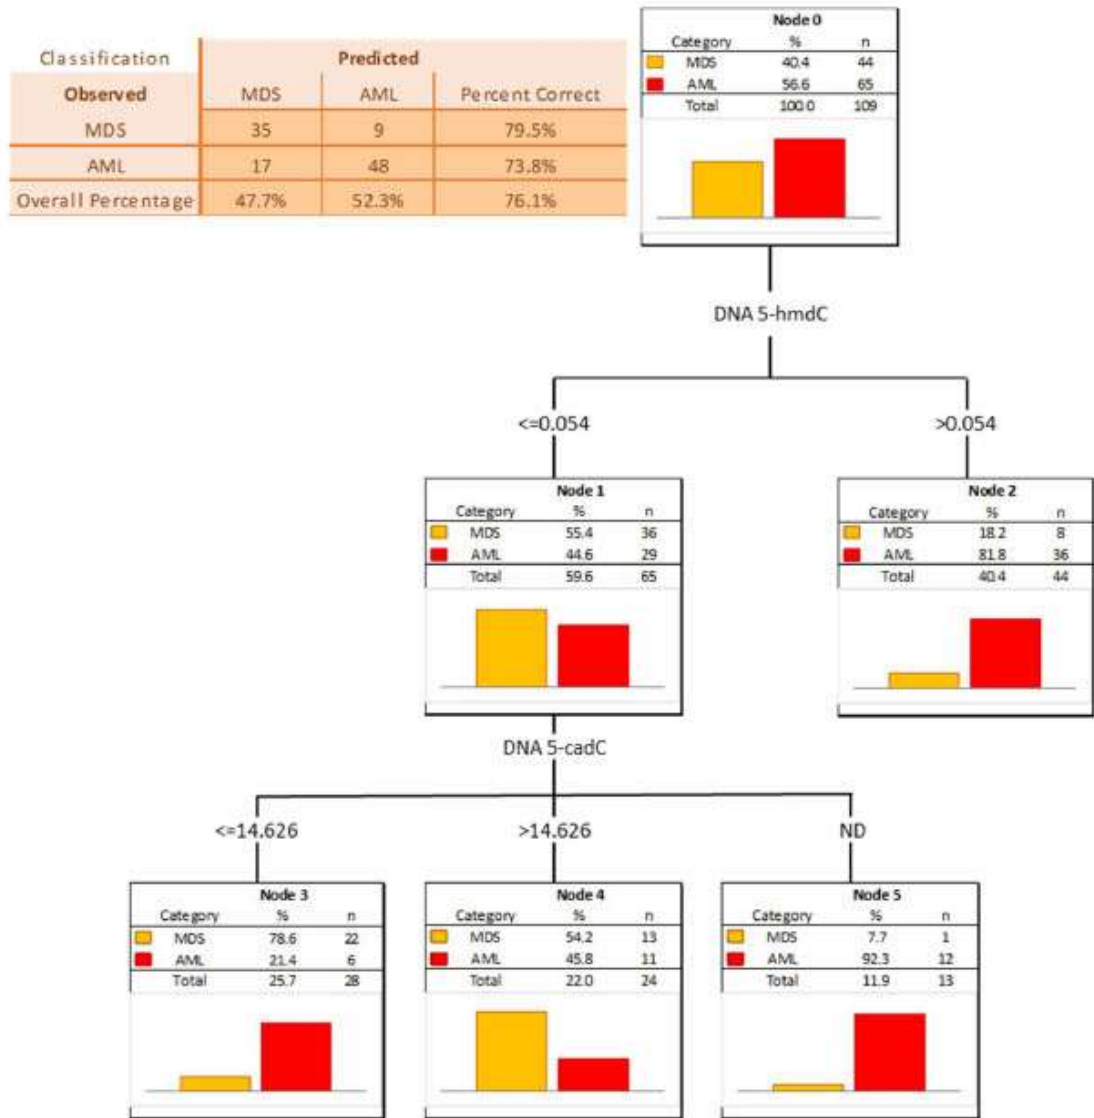 Classification Predicted
Observed MDS AML Percent Correct
MDS 35 9 79.5%
AML 17 48 73.8%
Overall Percentage 47.7% 52.3% 76.1%
Node 0
Category % n
MDS 40.4 44
AML 56.6 65
Total 100.0 109
DNA 5-hmdC
<=0.054 >0.054
Node 1
Category % n
MDS 55.4 36
AML 44.6 29
Total 59.6 65
Node 2
Category % n
MDS 18.2 8
AML 81.8 36
Total 40.4 44
DNA 5-cadC
<=14.626 >14.626 ND
Node 3
Category % n
MDS 78.6 22
AML 21.4 6
Total 25.7 28
Node 4
Category % n
MDS 54.2 13
AML 45.8 11
Total 22.0 24
Node 5
Category % n
MDS 7.7 1
AML 92.3 12
Total 11.9 13